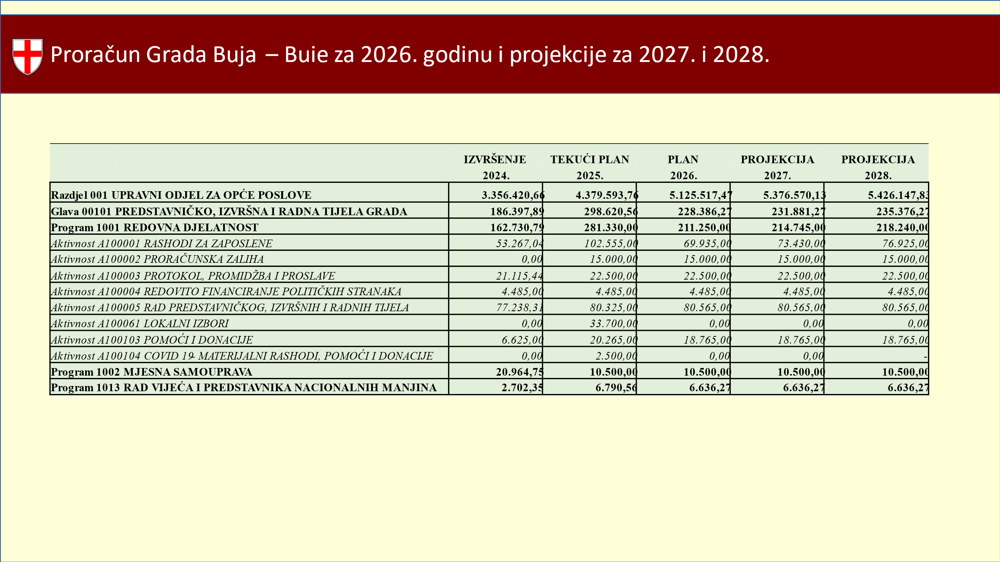 Proračun Grada Buja – Buie za 2026. godinu i projekcije za 2027. i 2028.
IZVRŠENJE TEKUĆI PLAN PLAN PROJEKCIJA PROJEKCIJA
2024. 2025. 2026. 2027. 2028.
Razdjel 001 UPRAVNI ODJEL ZA OPĆE POSLOVE 3.356.420,66 4.379.593,76 5.125.517,47 5.376.570,13 5.426.147,83
Glava 00101 PREDSTAVNIČKO, IZVRŠNA I RADNA TIJELA GRADA 186.397,89 298.620,56 228.386,27 231.881,27 235.376,27
Program 1001 REDOVNA DJELATNOST 162.730,79 281.330,00 211.250,00 214.745,00 218.240,00
Aktivnost A100001 RASHODI ZA ZAPOSLENE 53.267,04 102.555,00 69.935,00 73.430,00 76.925,00
Aktivnost A100002 PRORAČUNSKA ZALIHA 0,00 15.000,00 15.000,00 15.000,00 15.000,00
Aktivnost A100003 PROTOKOL, PROMIDŽBA I PROSLAVE 21.115,44 22.500,00 22.500,00 22.500,00 22.500,00
Aktivnost A100004 REDOVITO FINANCIRANJE POLITIČKIH STRANAKA 4.485,00 4.485,00 4.485,00 4.485,00 4.485,00
Aktivnost A100005 RAD PREDSTAVNIČKOG, IZVRŠNIH I RADNIH TIJELA 77.238,31 80.325,00 80.565,00 80.565,00 80.565,00
Aktivnost A100061 LOKALNI IZBORI 0,00 33.700,00 0,00 0,00 0,00
Aktivnost A100103 POMOĆI I DONACIJE 6.625,00 20.265,00 18.765,00 18.765,00 18.765,00
Aktivnost A100104 COVID 19- MATERIJALNI RASHODI, POMOĆI I DONACIJE 0,00 2.500,00 0,00 0,00 -
Program 1002 MJESNA SAMOUPRAVA 20.964,75 10.500,00 10.500,00 10.500,00 10.500,00
Program 1013 RAD VIJEĆA I PREDSTAVNIKA NACIONALNIH MANJINA 2.702,35 6.790,56 6.636,27 6.636,27 6.636,27